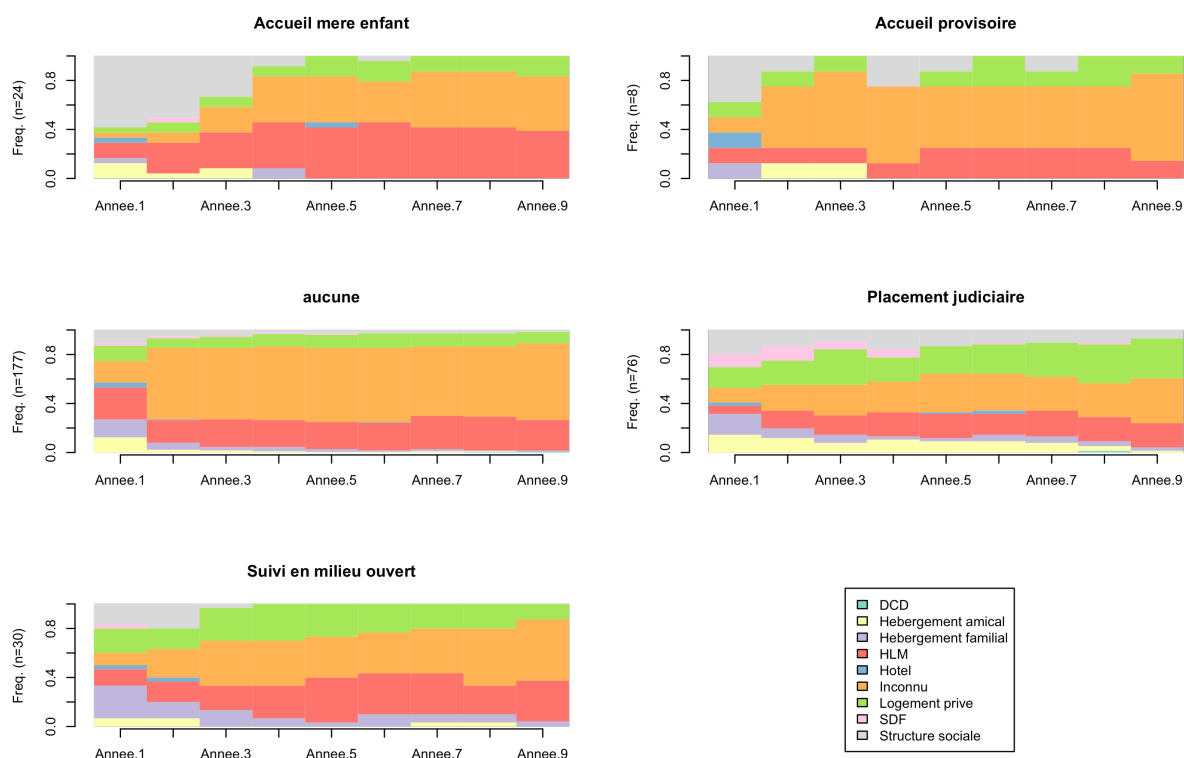 Accueil mere enfant
Freq. (n=24)
0.0 0.4 0.8
Annee.1 Annee.3 Annee.5 Annee.7 Annee.9
Accueil provisoire
Freq. (n=8)
0.0 0.4 0.8
Annee.1 Annee.3 Annee.5 Annee.7 Annee.9
aucune
Freq. (n=177)
0.0 0.4 0.8
Annee.1 Annee.3 Annee.5 Annee.7 Annee.9
Placement judiciaire
Freq. (n=76)
0.0 0.4 0.8
Annee.1 Annee.3 Annee.5 Annee.7 Annee.9
Suivi en milieu ouvert
Freq. (n=30)
0.0 0.4 0.8
Annee.1 Annee.3 Annee.5 Annee.7 Annee.9
DCD
Hebergement amical
Hebergement familial
HLM
Hotel
Inconnu
Logement prive
SDF
Structure sociale